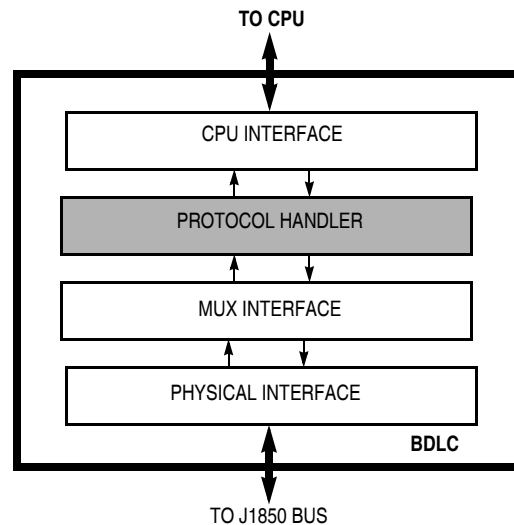 TO CPU
CPU INTERFACE
PROTOCOL HANDLER
MUX INTERFACE
PHYSICAL INTERFACE
BDLC
TO J1850 BUS